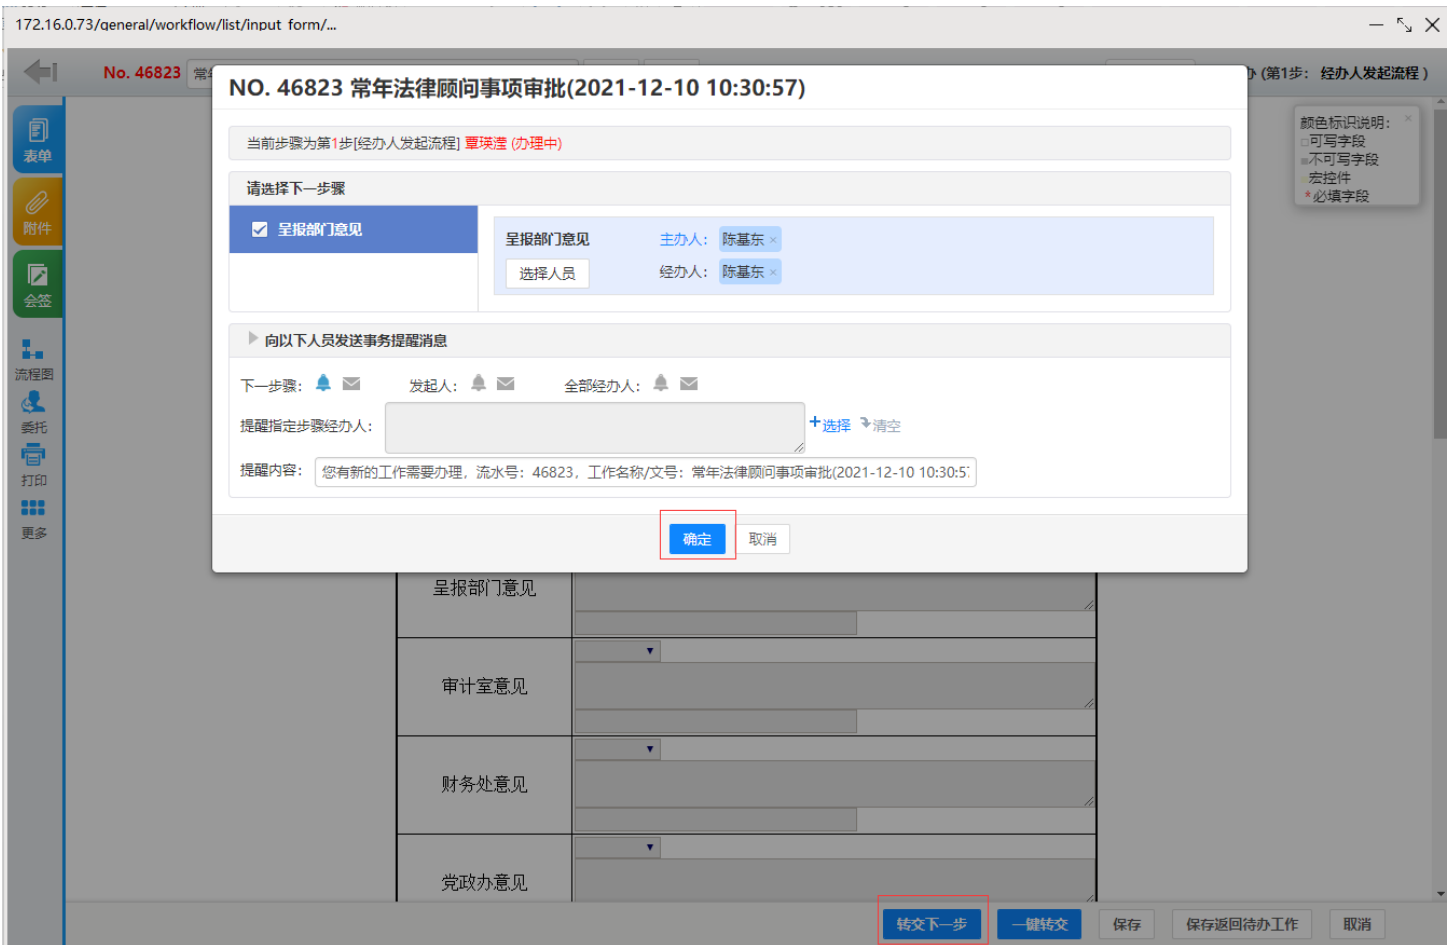 172.16.0.73/general/workflow/list/input_form/...
No. 46823 常
办 (第1步： 经办人发起流程 )
NO. 46823 常年法律顾问事项审批(2021-12-10 10:30:57)
当前步骤为第1步[经办人发起流程] 覃瑛滢 (办理中)
请选择下一步骤
呈报部门意见
呈报部门意见 主办人： 陈基东 ×
选择人员 经办人： 陈基东 ×
向以下人员发送事务提醒消息
下一步骤： 发起人： 全部经办人：
提醒指定步骤经办人： +选择 清空
提醒内容： 您有新的工作需要办理，流水号：46823，工作名称/文号：常年法律顾问事项审批(2021-12-10 10:30:57
确定 取消
颜色标识说明： ×
□可写字段
■不可写字段
宏控件
*必填字段
表单
附件
会签
流程图
委托
打印
更多
呈报部门意见
审计室意见
财务处意见
党政办意见
转交下一步 一键转交 保存 保存返回待办工作 取消